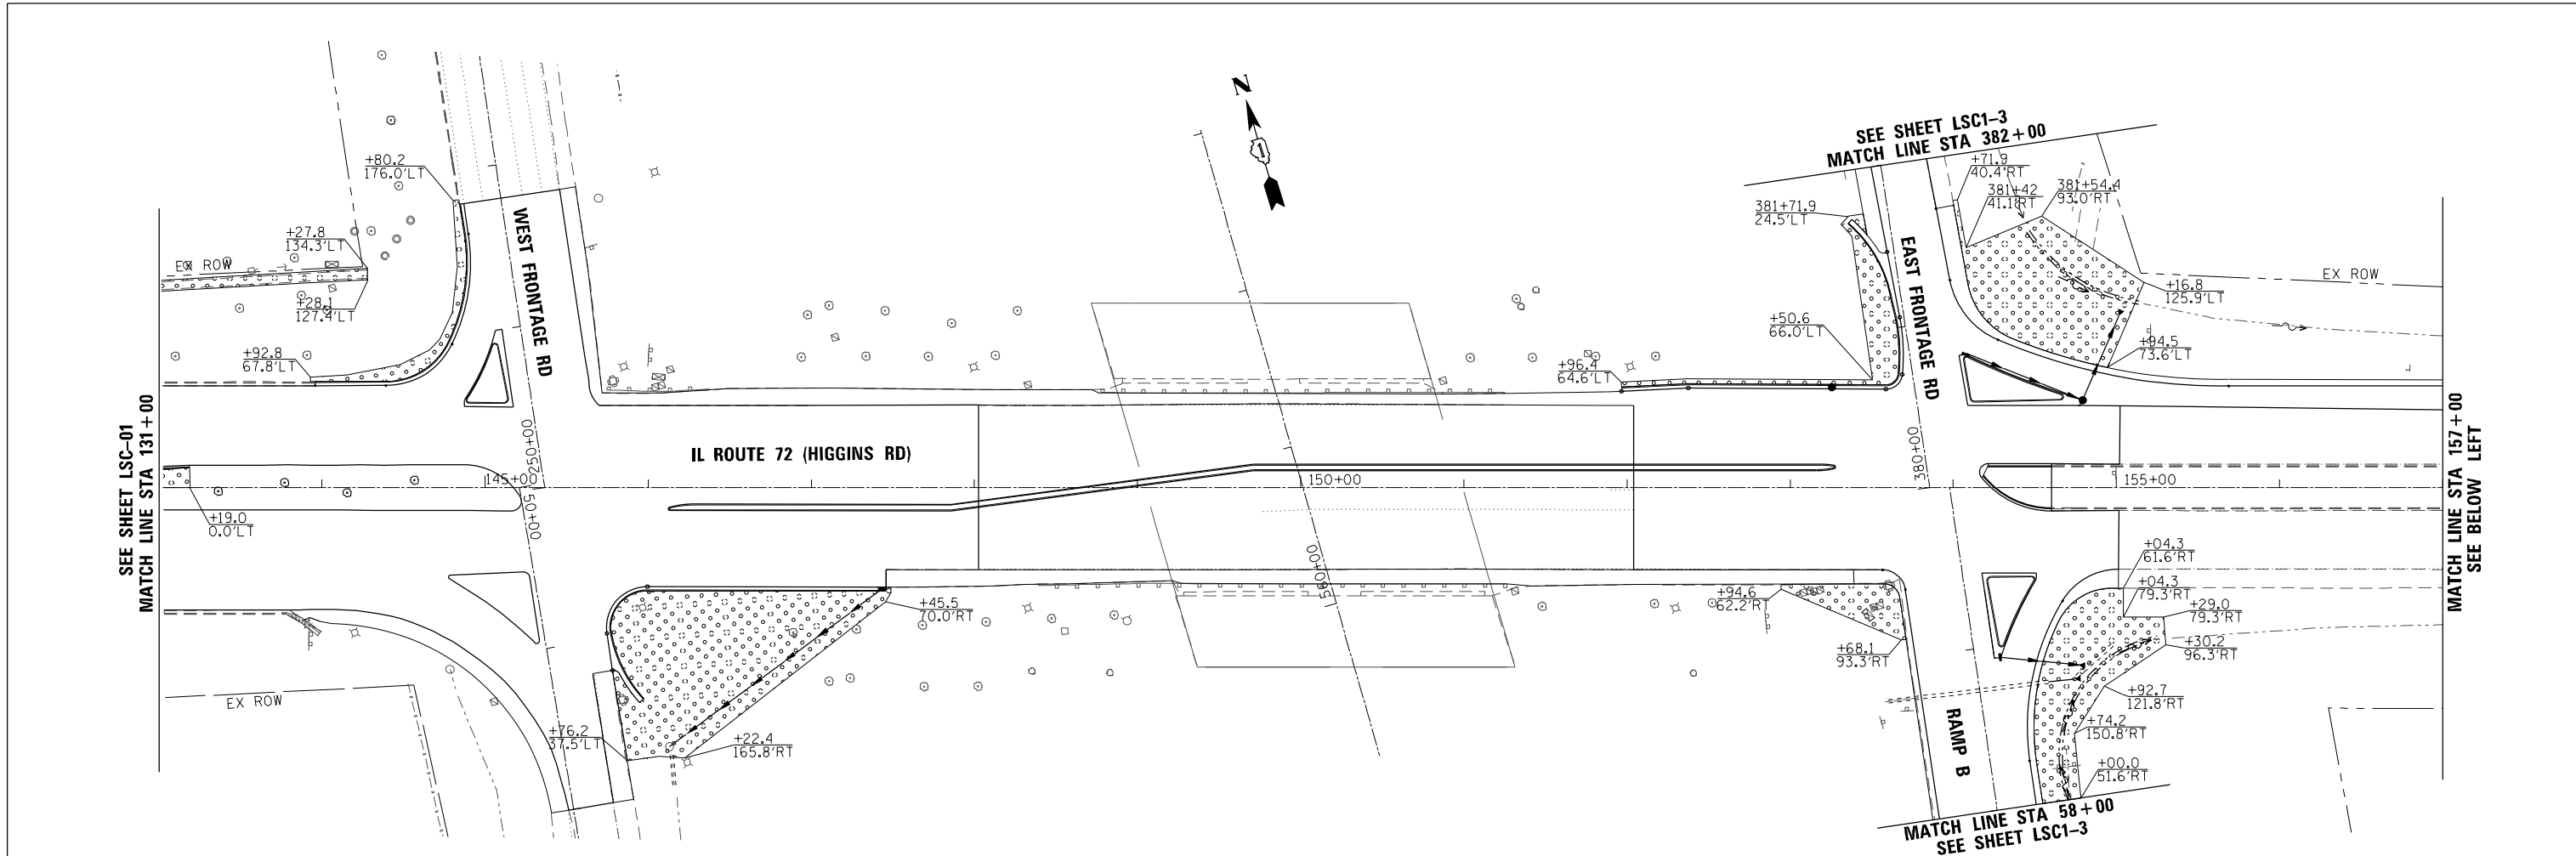 SEE SHEET LSC-01
MATCH LINE STA 131+00
+80.2
176.0'LT
+27.8
134.3'LT
EX ROW
+28.1
127.4'LT
+92.8
67.8'LT
+19.0
0.0'LT
WEST FRONTAGE RD
145+00
250+00
50+00
IL ROUTE 72 (HIGGINS RD)
EX ROW
+76.2
37.5'LT
+22.4
165.8'RT
+45.5
70.0'RT
N
1
150+00
SEE SHEET LSC1-3
MATCH LINE STA 382+00
381+71.9
24.5'LT
+50.6
66.0'LT
+96.4
64.6'LT
EAST FRONTAGE RD
380+00
+71.9
40.4'RT
381+42
41.1'RT
381+54.4
93.0'RT
EX ROW
+16.8
125.9'LT
+94.5
73.6'LT
155+00
+04.3
61.6'RT
+04.3
79.3'RT
+29.0
79.3'RT
+30.2
96.3'RT
+92.7
121.8'RT
+74.2
150.8'RT
+00.0
51.6'RT
+94.6
62.2'RT
+68.1
93.3'RT
RAMP B
MATCH LINE STA 58+00
SEE SHEET LSC1-3
MATCH LINE STA 157+00
SEE BELOW LEFT